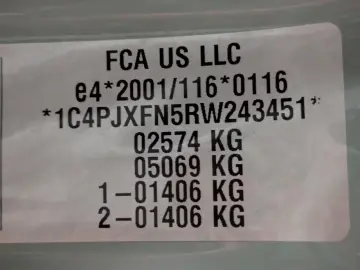 FCA US LLC
e4*2001/116*0116
*1C4PJXFN5RW243451*
02574 KG
05069 KG
1-01406 KG
2-01406 KG